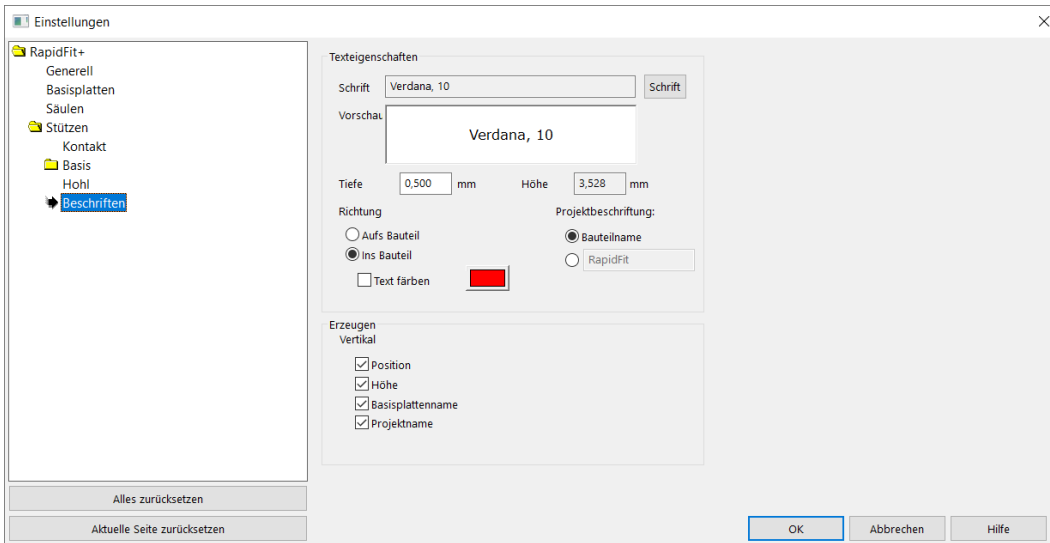 Einstellungen
RapidFit+
Generell
Basisplatten
Säulen
Stützen
Kontakt
Basis
Hohl
Beschriften
Alles zurücksetzen
Aktuelle Seite zurücksetzen
Texteigenschaften
Schrift Verdana, 10 Schrift
Vorschau
Verdana, 10
Tiefe 0,500 mm Höhe 3,528 mm
Richtung Projektbeschriftung:
Aufs Bauteil Bauteilname
Ins Bauteil RapidFit
Text färben
Erzeugen
Vertikal
Position
Höhe
Basisplattenname
Projektname
OK Abbrechen Hilfe